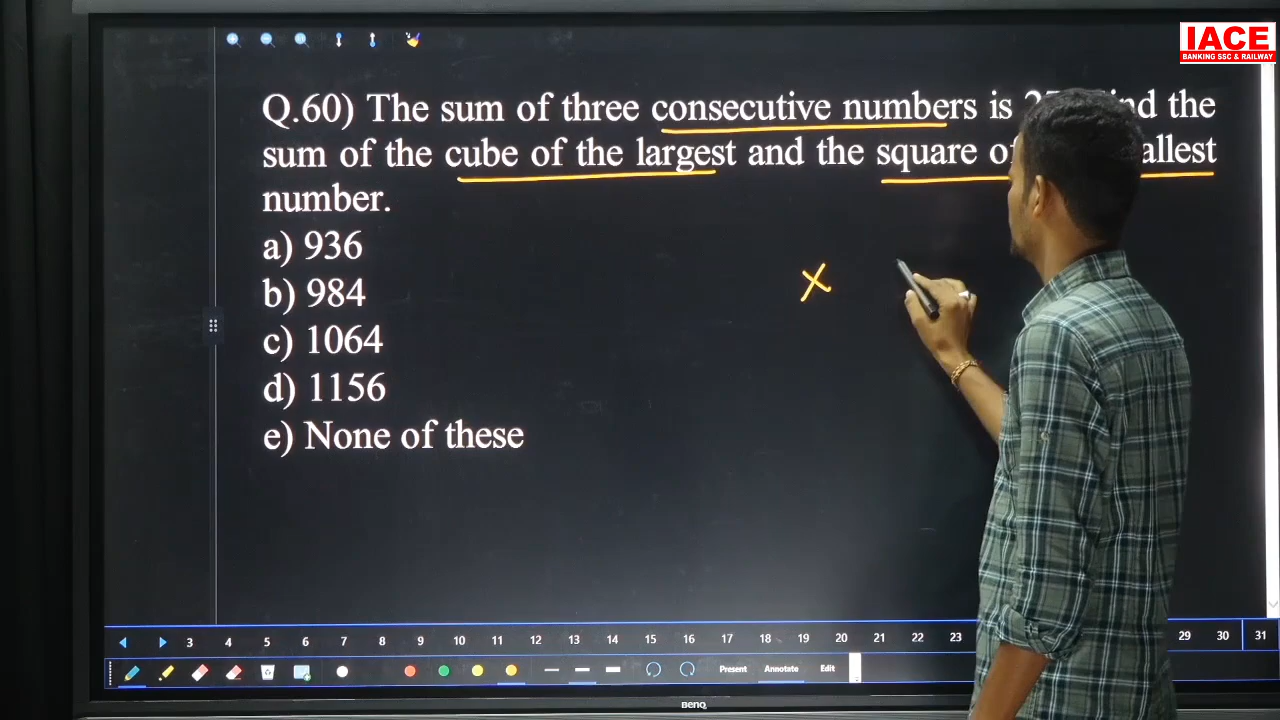 IACE
BANKING SSC & RAILWAY
Q.60) The sum of three consecutive numbers is the
sum of the cube of the largest and the square of
number.
a) 936
b) 984
c) 1064
d) 1156
e) None of these
x
3 4 5 6 7 8 9 10 11 12 13 14 15 16 17 18 19 20 21 22 23 29 30 31
Present Annotate Edit
BenQ